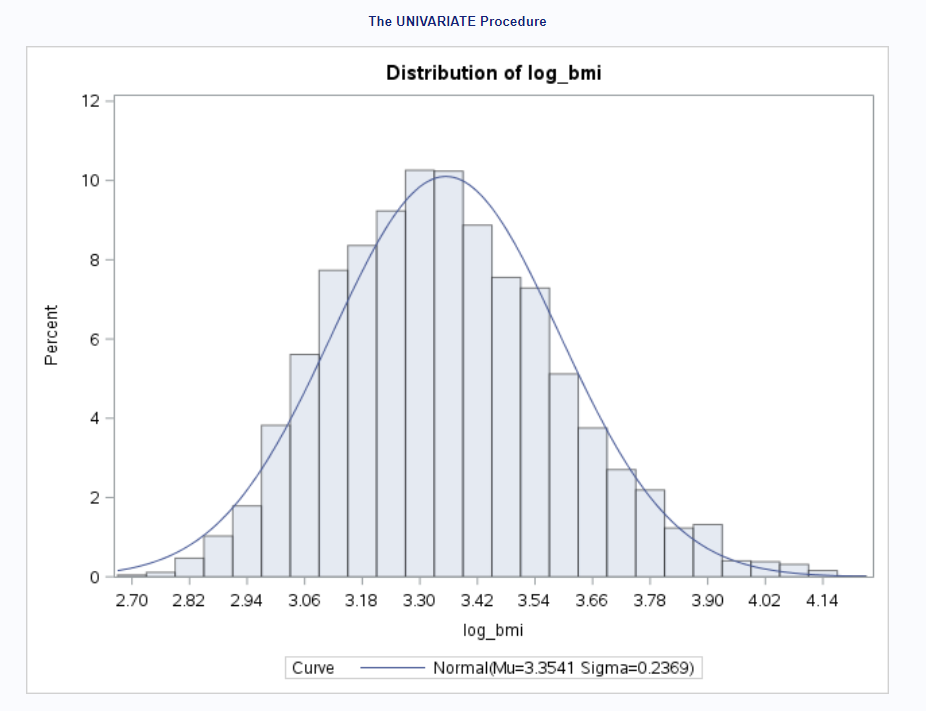 The UNIVARIATE Procedure
Distribution of log_bmi
12
10
8
6
4
2
0
Percent
2.70 2.82 2.94 3.06 3.18 3.30 3.42 3.54 3.66 3.78 3.90 4.02 4.14
log_bmi
Curve Normal(Mu=3.3541 Sigma=0.2369)